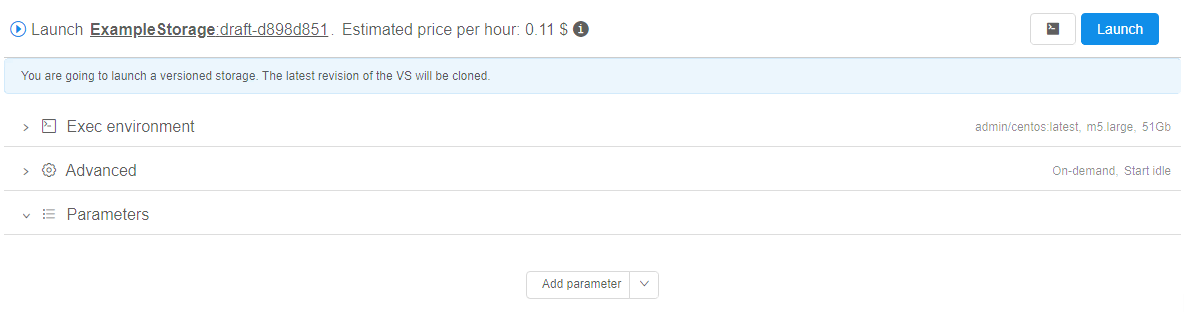 Launch ExampleStorage:draft-d898d851. Estimated price per hour: 0.11 $
Launch
You are going to launch a versioned storage. The latest revision of the VS will be cloned.
Exec environment
admin/centos:latest, m5.large, 51Gb
Advanced
On-demand, Start idle
Parameters
Add parameter